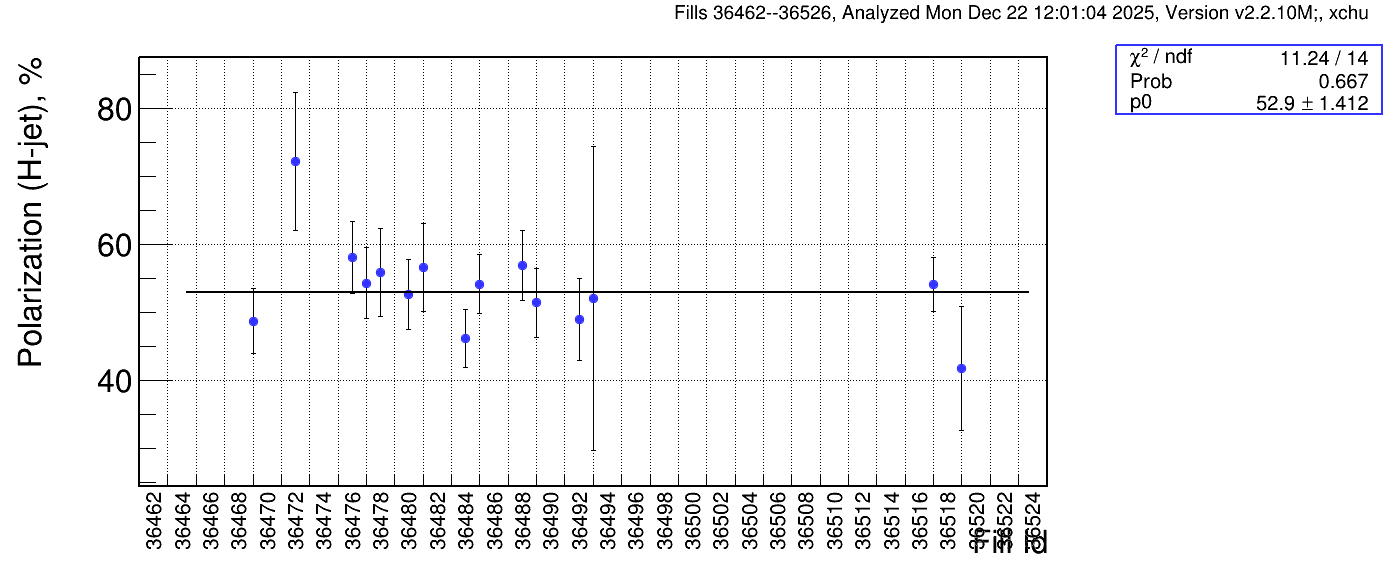 Fills 36462--36526, Analyzed Mon Dec 22 12:01:04 2025, Version v2.2.10M;, xchu
χ² / ndf 11.24 / 14
Prob 0.667
p0 52.9 ± 1.412
Polarization (H-jet), %
80
60
40
36462 36464 36466 36468 36470 36472 36474 36476 36478 36480 36482 36484 36486 36488 36490 36492 36494 36496 36498 36500 36502 36504 36506 36508 36510 36512 36514 36516 36518 36520 36522 36524
Fill Id